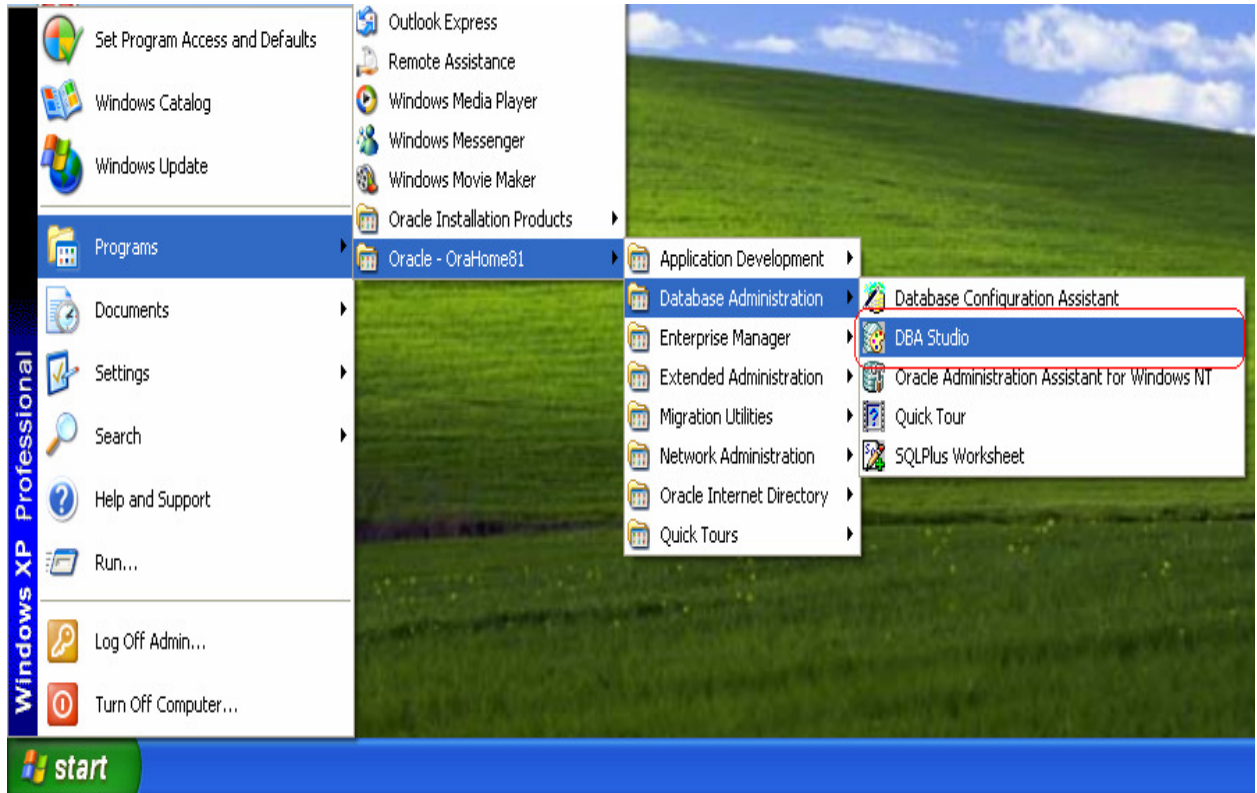 Set Program Access and Defaults
Windows Catalog
Windows Update
Programs
Documents
Settings
Search
Help and Support
Run...
Log Off Admin...
Turn Off Computer...
Windows XP Professional
start
Outlook Express
Remote Assistance
Windows Media Player
Windows Messenger
Windows Movie Maker
Oracle Installation Products
Oracle - OraHome81
Application Development
Database Administration
Enterprise Manager
Extended Administration
Migration Utilities
Network Administration
Oracle Internet Directory
Quick Tours
Database Configuration Assistant
DBA Studio
Oracle Administration Assistant for Windows NT
Quick Tour
SQLPlus Worksheet